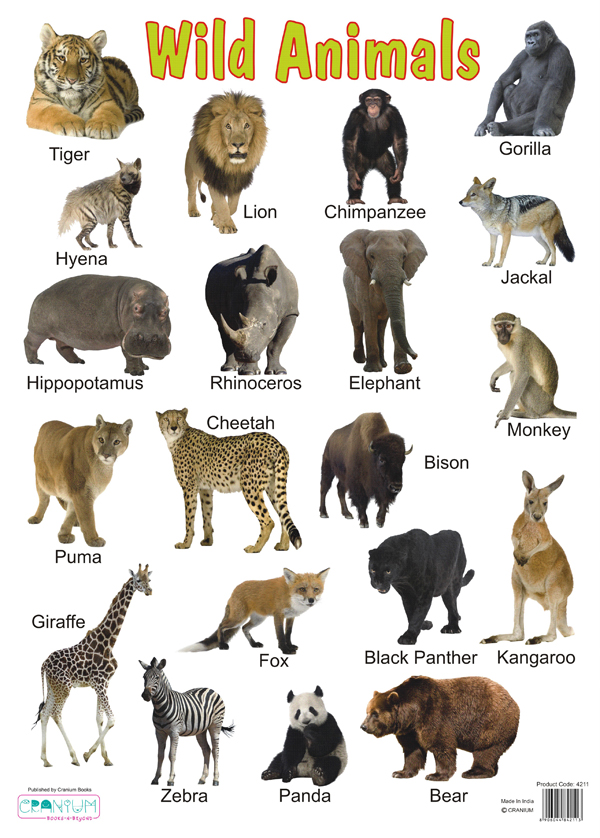 Wild Animals
Tiger
Lion
Chimpanzee
Gorilla
Hyena
Jackal
Hippopotamus
Rhinoceros
Elephant
Monkey
Cheetah
Bison
Puma
Giraffe
Fox
Black Panther
Kangaroo
Zebra
Panda
Bear
Published by Cranium Books
CRANIUM
BOOKS-N-BEYOND
Product Code: 4211
Made In India
© CRANIUM